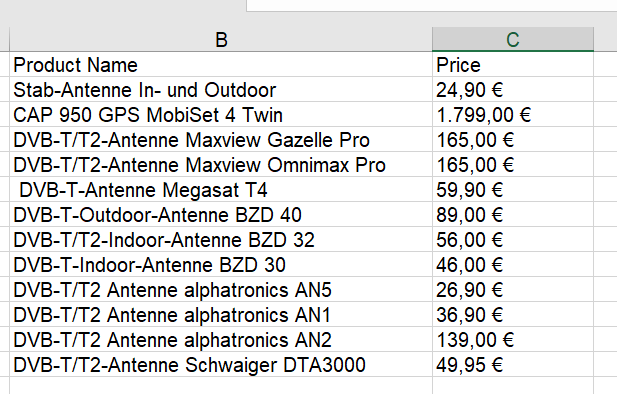 B C
Product Name Price
Stab-Antenne In- und Outdoor 24,90 €
CAP 950 GPS MobiSet 4 Twin 1.799,00 €
DVB-T/T2-Antenne Maxview Gazelle Pro 165,00 €
DVB-T/T2-Antenne Maxview Omnimax Pro 165,00 €
DVB-T-Antenne Megasat T4 59,90 €
DVB-T-Outdoor-Antenne BZD 40 89,00 €
DVB-T/T2-Indoor-Antenne BZD 32 56,00 €
DVB-T-Indoor-Antenne BZD 30 46,00 €
DVB-T/T2 Antenne alphatronics AN5 26,90 €
DVB-T/T2 Antenne alphatronics AN1 36,90 €
DVB-T/T2 Antenne alphatronics AN2 139,00 €
DVB-T/T2-Antenne Schwaiger DTA3000 49,95 €